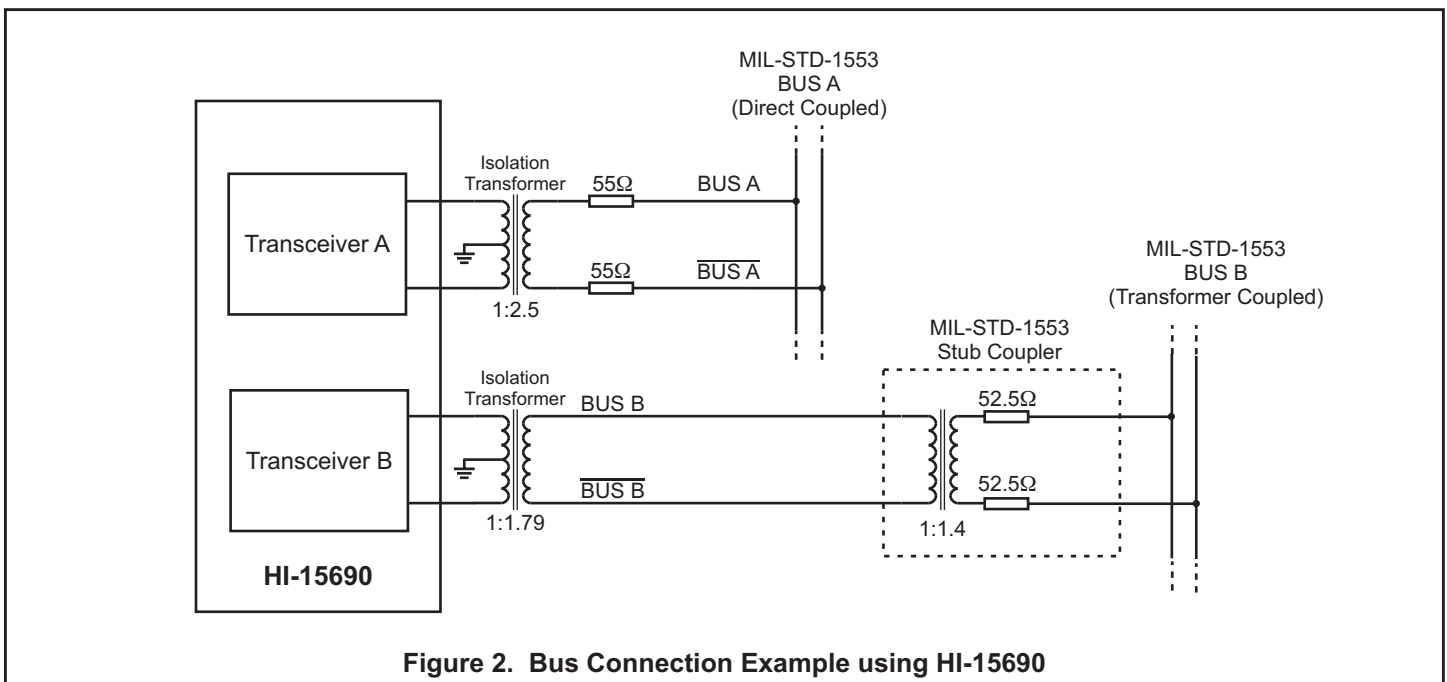 MIL-STD-1553
BUS A
(Direct Coupled)
Isolation
Transformer
55Ω
BUS A
Transceiver A
55Ω
B̅U̅S̅ ̅A̅
1:2.5
MIL-STD-1553
BUS B
(Transformer Coupled)
MIL-STD-1553
Stub Coupler
Isolation
Transformer
BUS B
52.5Ω
Transceiver B
B̅U̅S̅ ̅B̅
52.5Ω
1:1.79
1:1.4
HI-15690
Figure 2. Bus Connection Example using HI-15690